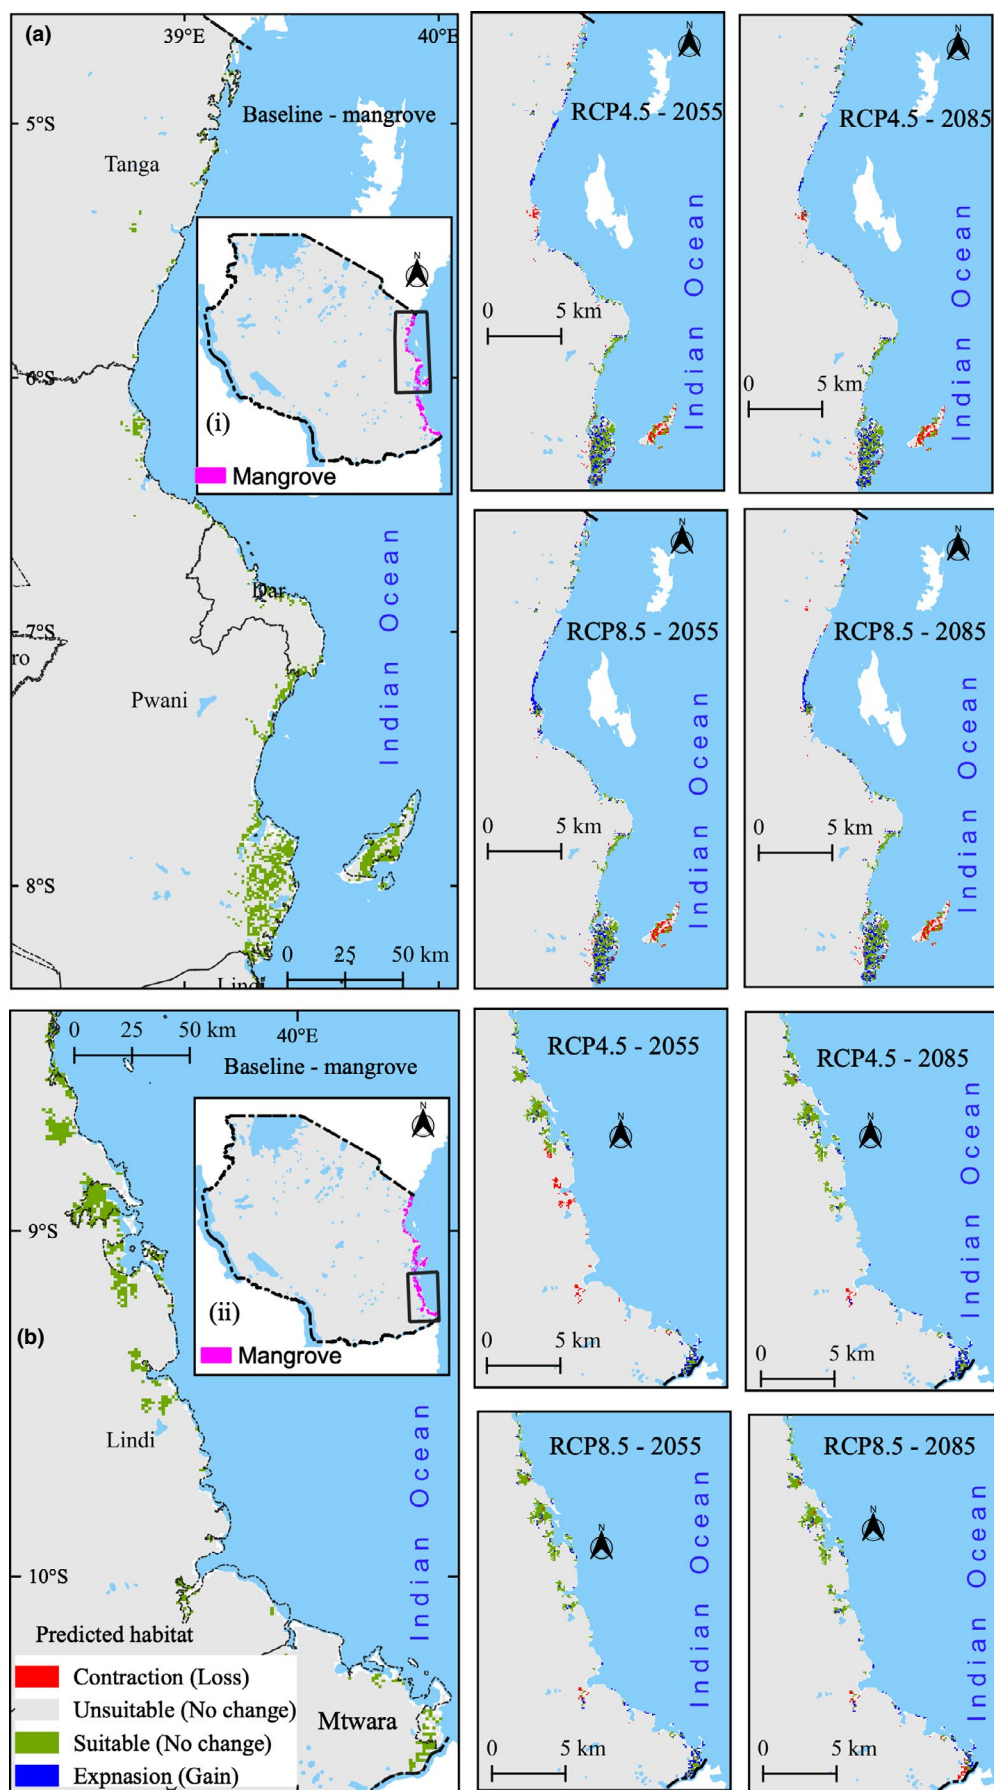 (a)
39°E
40°E
Baseline - mangrove
5°S
Tanga
N
(i)
Mangrove
6°S
Dar
7°S
ro
Pwani
Indian Ocean
8°S
0 25 50 km
Lindi
N
RCP4.5 - 2055
0 5 km
Indian Ocean
N
RCP4.5 - 2085
0 5 km
Indian Ocean
N
RCP8.5 - 2055
0 5 km
Indian Ocean
N
RCP8.5 - 2085
0 5 km
Indian Ocean
0 25 50 km
40°E
Baseline - mangrove
N
9°S
(ii)
(b)
Mangrove
Lindi
Indian Ocean
10°S
Predicted habitat
Contraction (Loss)
Unsuitable (No change)
Suitable (No change)
Expnasion (Gain)
Mtwara
RCP4.5 - 2055
N
0 5 km
RCP4.5 - 2085
N
Indian Ocean
0 5 km
RCP8.5 - 2055
N
Indian Ocean
0 5 km
RCP8.5 - 2085
N
Indian Ocean
0 5 km